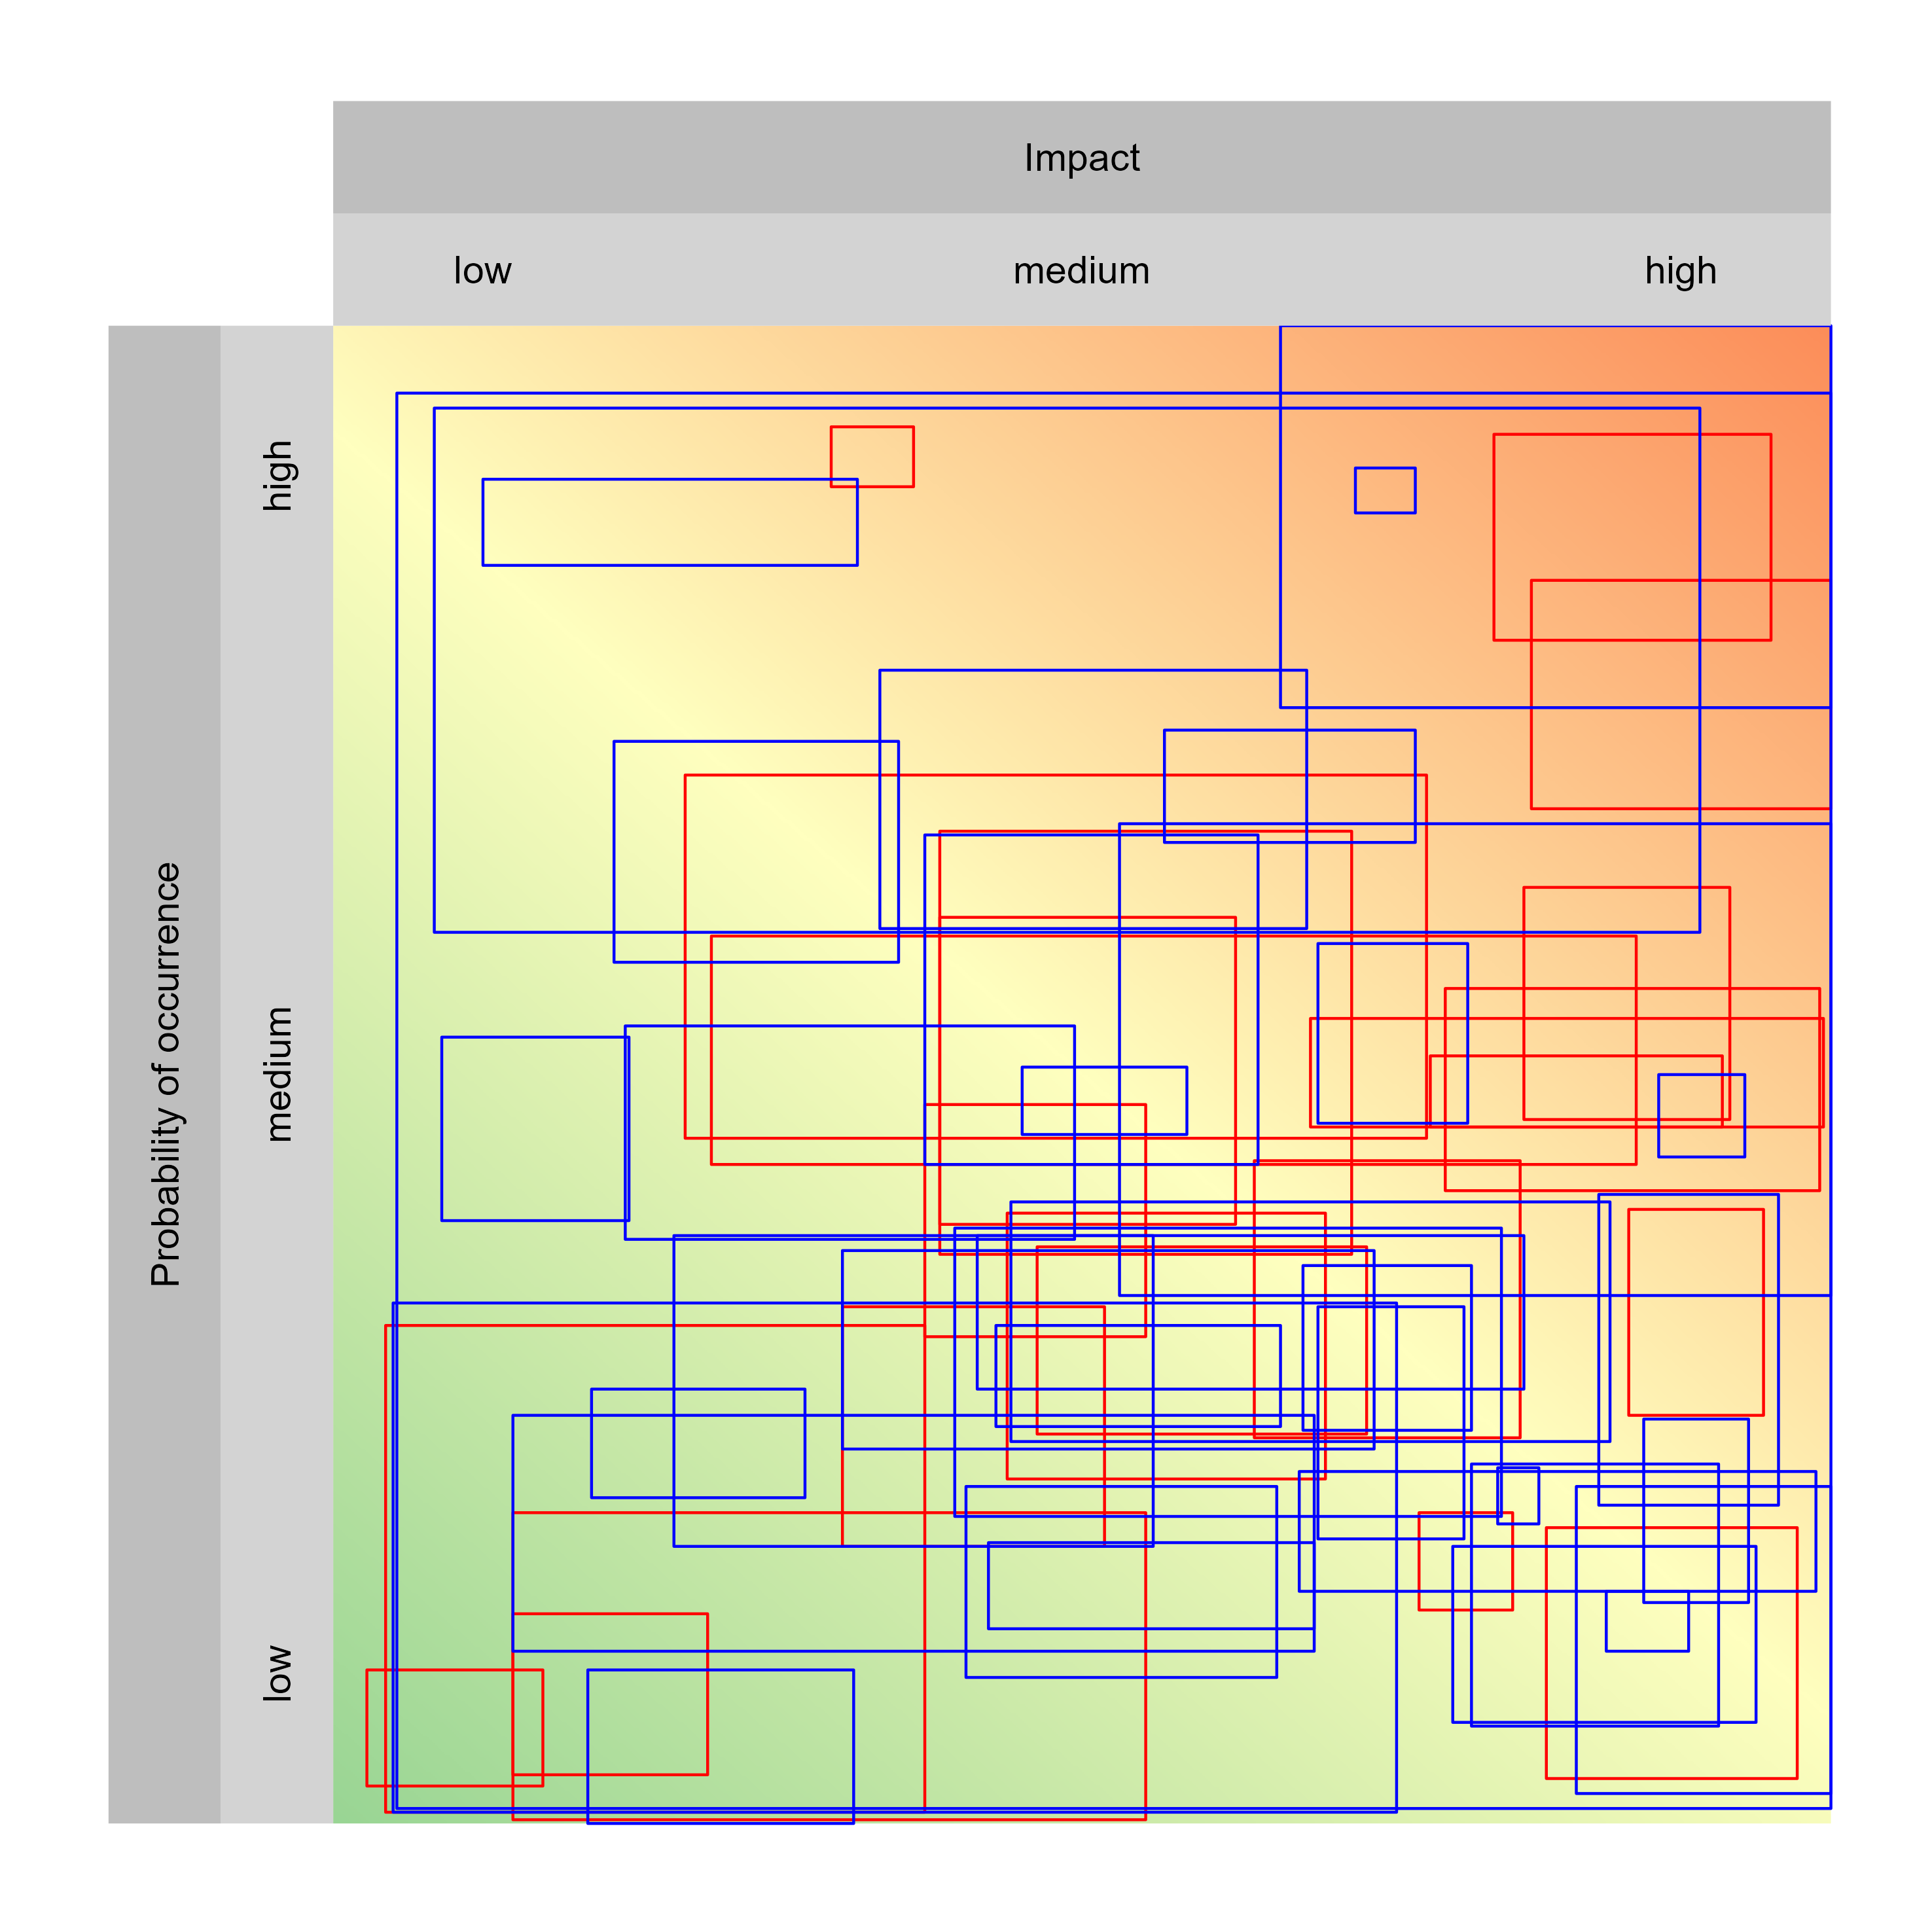 Impact
low medium high
Probability of occurrence
high
medium
low